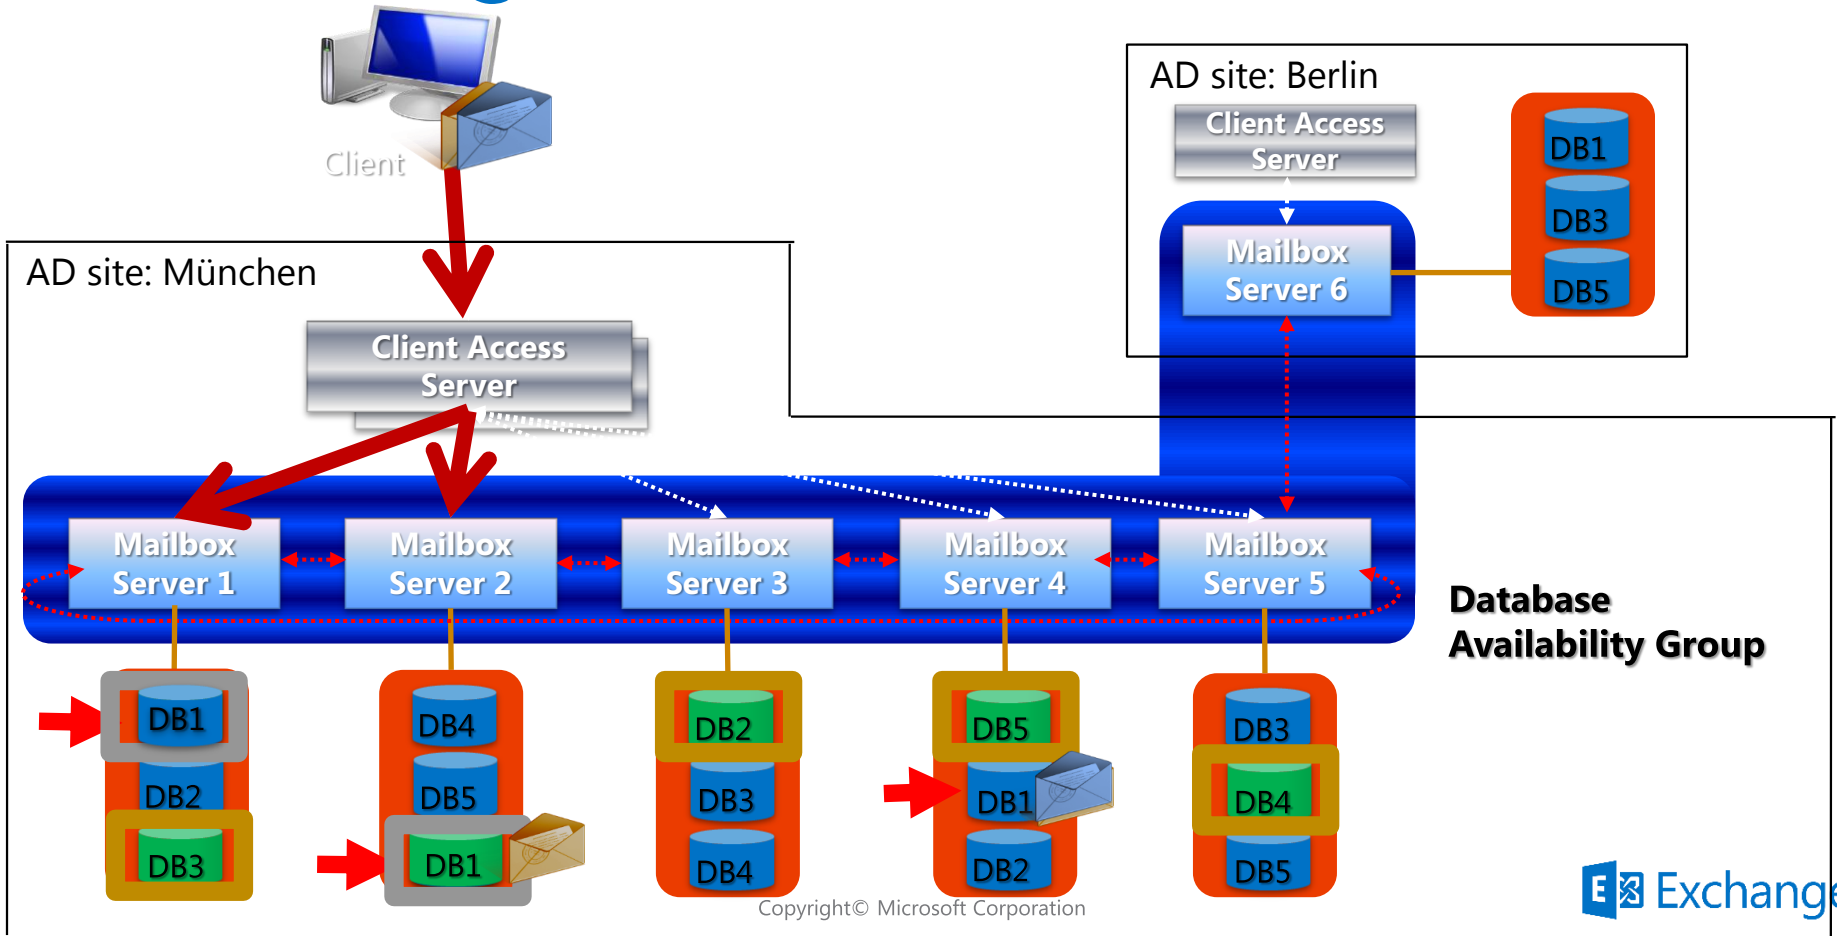 Client
AD site: Berlin
Client Access
Server
DB1
DB3
DB5
Mailbox
Server 6
AD site: München
Client Access
Server
Mailbox
Server 1
Mailbox
Server 2
Mailbox
Server 3
Mailbox
Server 4
Mailbox
Server 5
Database
Availability Group
DB1
DB2
DB3
DB4
DB5
DB1
DB2
DB3
DB4
DB5
DB1
DB2
DB3
DB4
DB5
Copyright© Microsoft Corporation
E Exchange